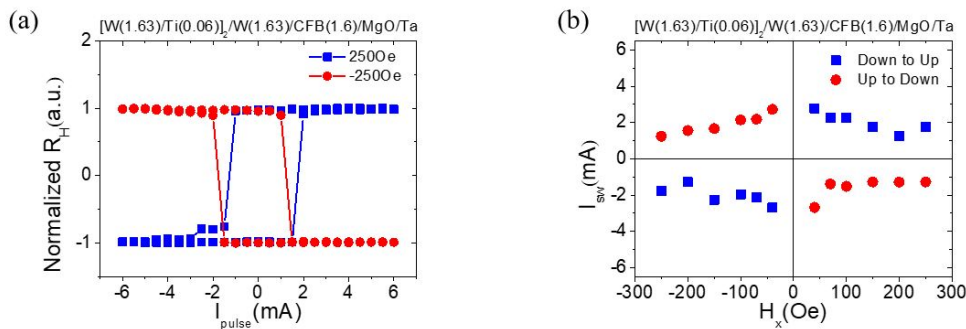 (a)
[W(1.63)/Ti(0.06)]2/W(1.63)/CFB(1.6)/MgO/Ta
250Oe
-250Oe
Normalized RH(a.u.)
2
1
0
-1
-6 -4 -2 0 2 4 6
Ipulse(mA)
(b)
[W(1.63)/Ti(0.06)]2/W(1.63)/CFB(1.6)/MgO/Ta
Down to Up
Up to Down
Isw(mA)
6
4
2
0
-2
-4
-6
-300 -200 -100 0 100 200 300
Hx(Oe)